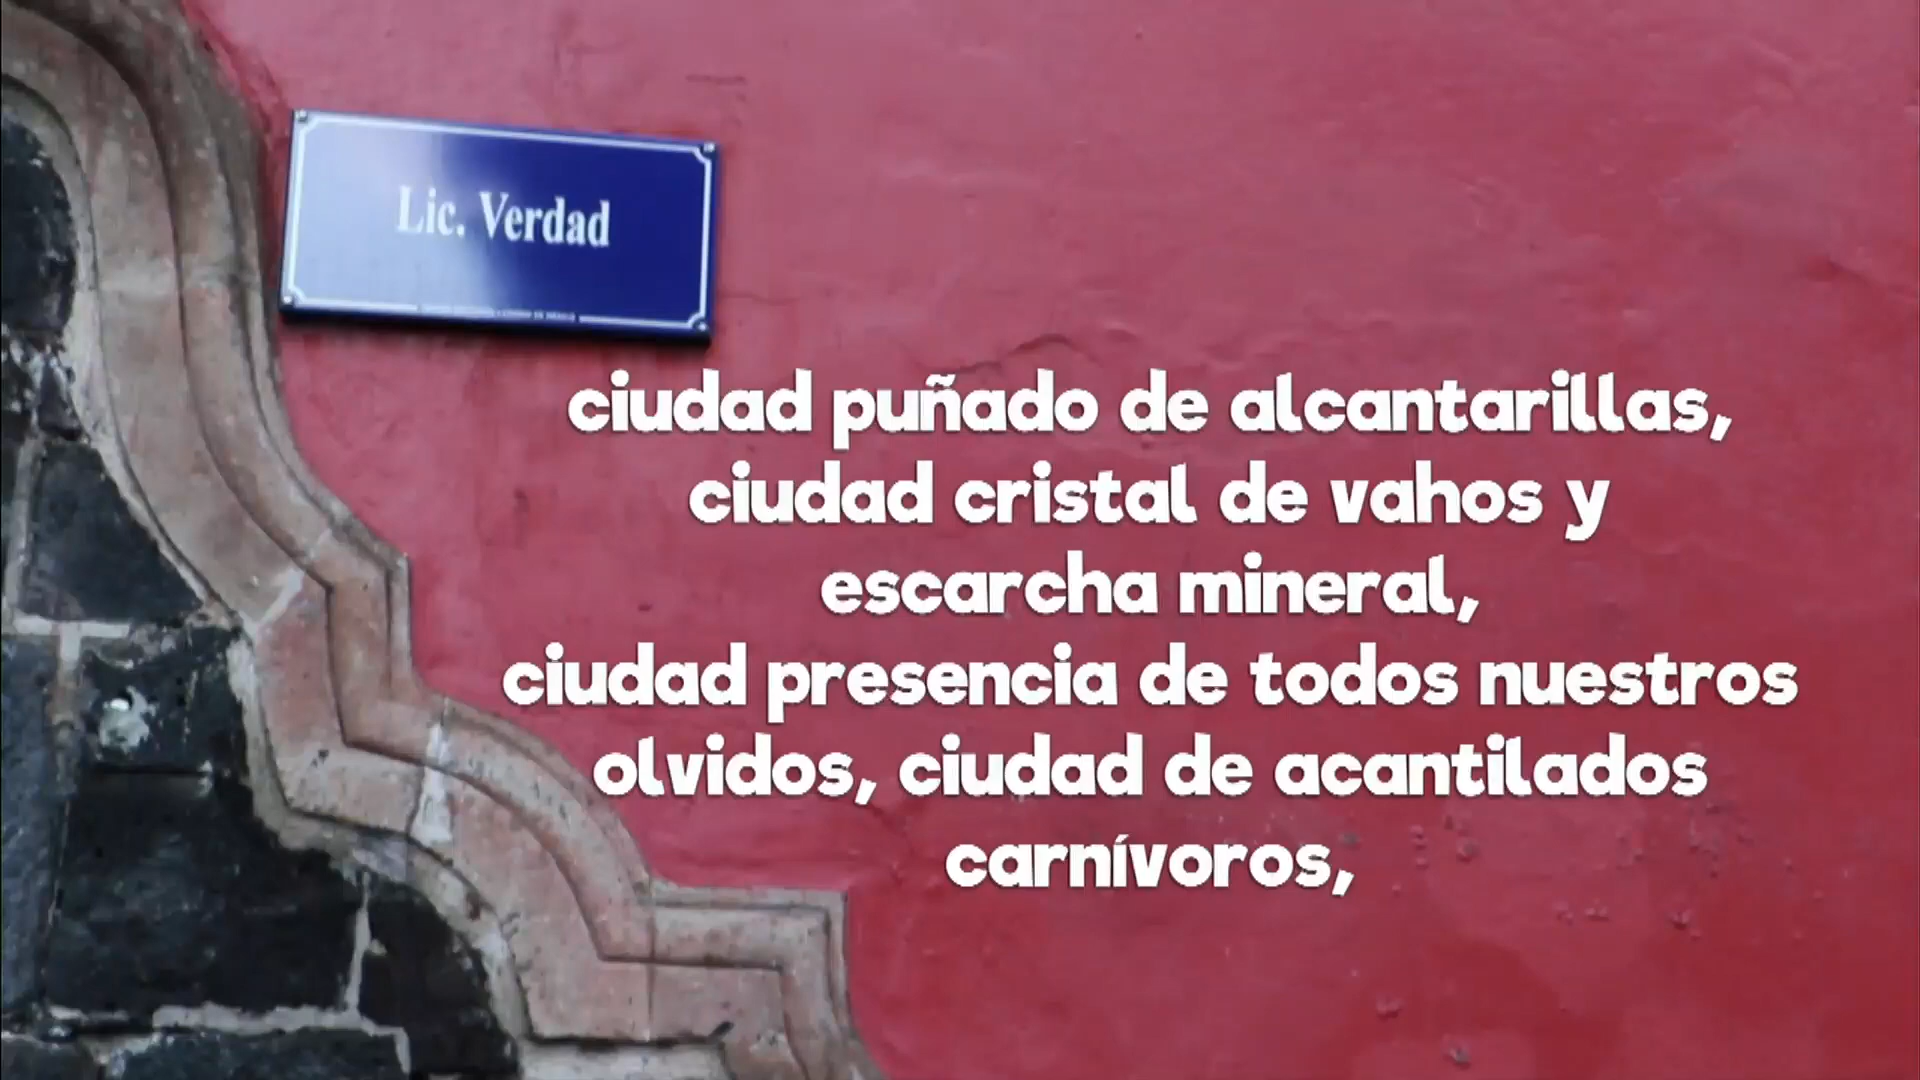 Lic. Verdad
ciudad puñado de alcantarillas,
ciudad cristal de vahos y
escarcha mineral,
ciudad presencia de todos nuestros
olvidos, ciudad de acantilados
carnívoros,